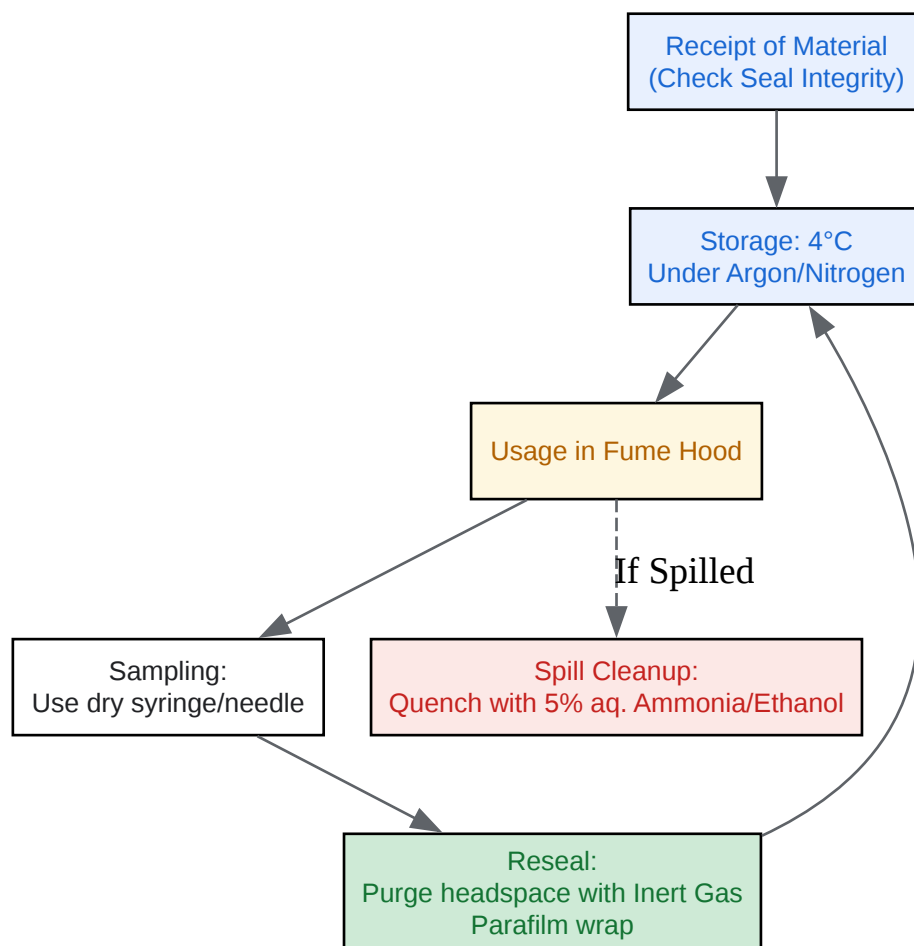 Receipt of Material
(Check Seal Integrity)
Storage: 4°C
Under Argon/Nitrogen
Usage in Fume Hood
If Spilled
Sampling:
Use dry syringe/needle
Spill Cleanup:
Quench with 5% aq. Ammonia/Ethanol
Reseal:
Purge headspace with Inert Gas
Parafilm wrap